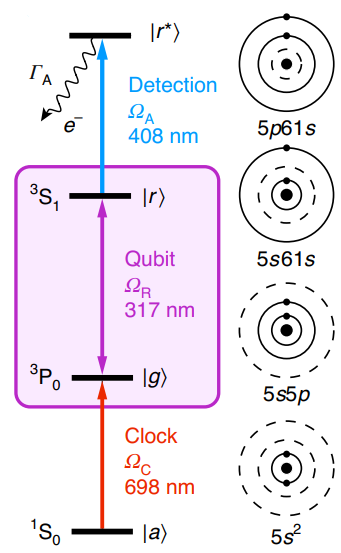 |r*⟩
Γ_A
e⁻
Detection
Ω_A
408 nm
5p61s
³S₁
|r⟩
5s61s
Qubit
Ω_R
317 nm
³P₀
|g⟩
5s5p
Clock
Ω_C
698 nm
¹S₀
|a⟩
5s²